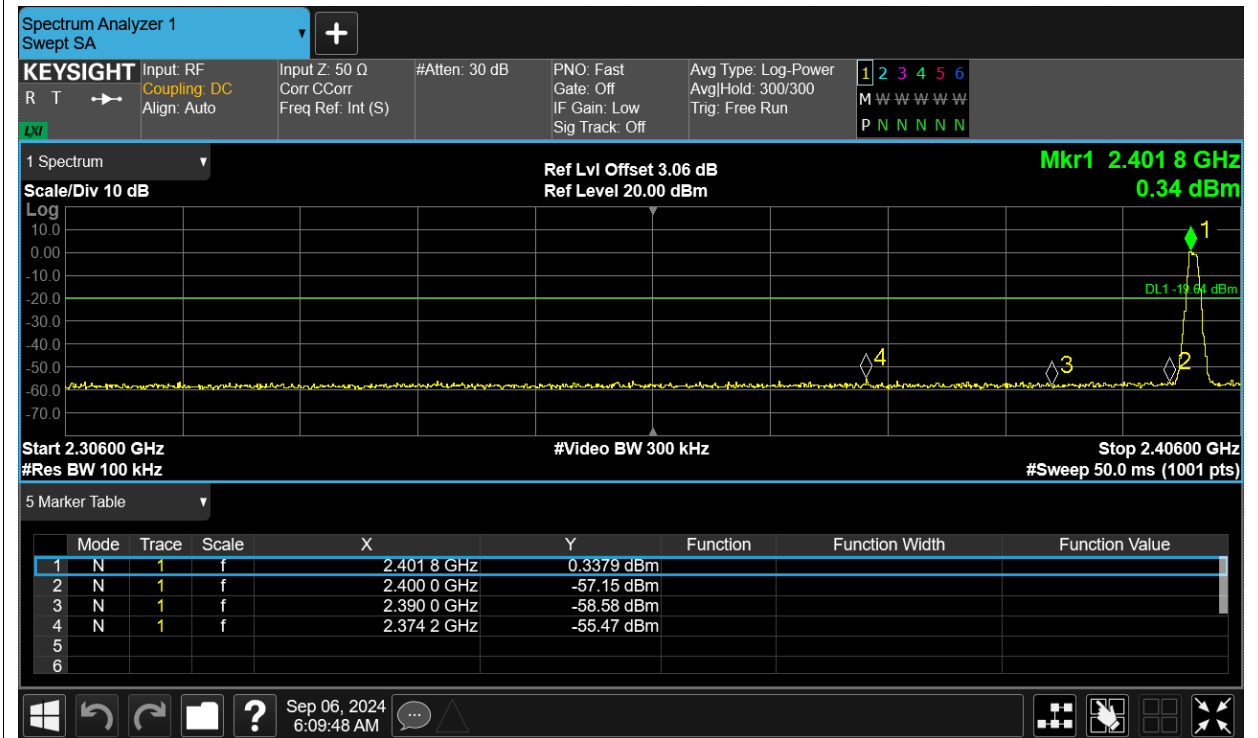 Spectrum Analyzer 1
Swept SA
KEYSIGHT
R T
LXI
Input: RF
Coupling: DC
Align: Auto
Input Z: 50 Ω
Corr CCorr
Freq Ref: Int (S)
#Atten: 30 dB
PNO: Fast
Gate: Off
IF Gain: Low
Sig Track: Off
Avg Type: Log-Power
Avg|Hold: 300/300
Trig: Free Run
1 2 3 4 5 6
M W W W W W
P N N N N N
1 Spectrum
Scale/Div 10 dB
Ref Lvl Offset 3.06 dB
Ref Level 20.00 dBm
Mkr1 2.401 8 GHz
0.34 dBm
Log
10.0
0.00
-10.0
-20.0
-30.0
-40.0
-50.0
-60.0
-70.0
1
DL1 -19.64 dBm
4
3
2
Start 2.30600 GHz
#Res BW 100 kHz
#Video BW 300 kHz
Stop 2.40600 GHz
#Sweep 50.0 ms (1001 pts)
5 Marker Table
Mode Trace Scale X Y Function Function Width Function Value
1 N 1 f 2.401 8 GHz 0.3379 dBm
2 N 1 f 2.400 0 GHz -57.15 dBm
3 N 1 f 2.390 0 GHz -58.58 dBm
4 N 1 f 2.374 2 GHz -55.47 dBm
5
6
?
Sep 06, 2024
6:09:48 AM